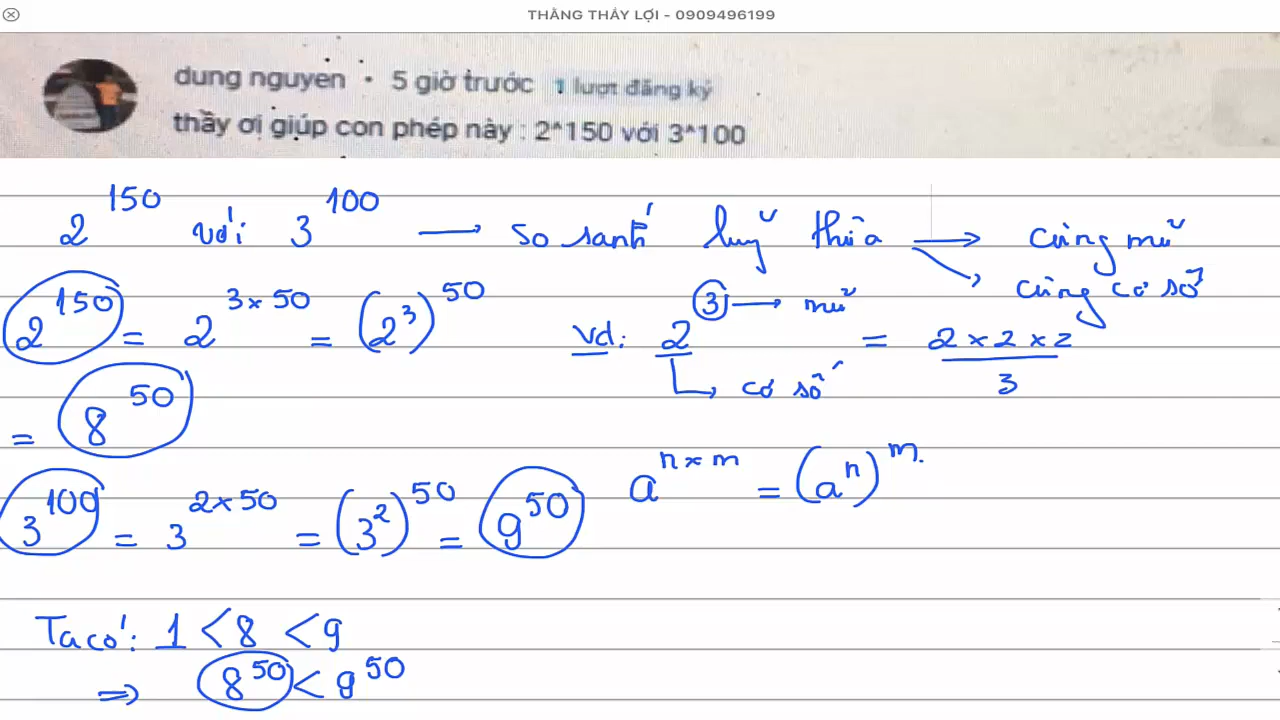 THẰNG THẦY LỢI - 0909496199
dung nguyen • 5 giờ trước 1 lượt đăng ký
thầy ơi giúp con phép này : 2^150 với 3^100
2^150 với 3^100 → so sánh luỹ thừa → cùng mũ
→ cùng cơ số
2^150 = 2^(3×50) = (2^3)^50
vd: 2^3 = 2 × 2 × 2
3 → mũ
cơ số
3
= 8^50
a^(n×m) = (a^n)^m.
3^100 = 3^(2×50) = (3^2)^50 = 9^50
Ta có: 1 < 8 < 9
⇒ 8^50 < 9^50